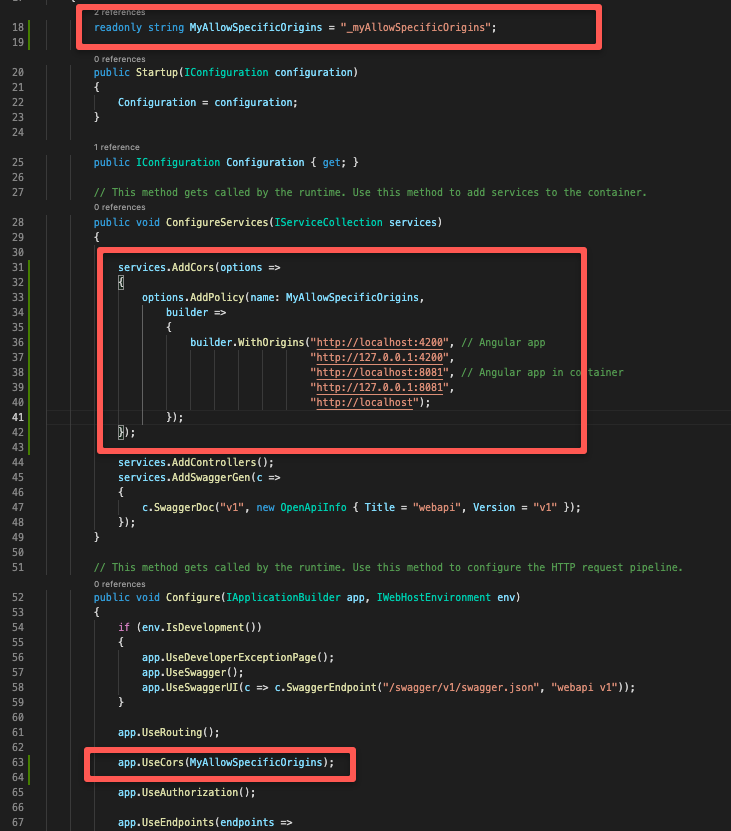 2 references
18 readonly string MyAllowSpecificOrigins = "_myAllowSpecificOrigins";
19
0 references
20 public Startup(IConfiguration configuration)
21 {
22 Configuration = configuration;
23 }
24
1 reference
25 public IConfiguration Configuration { get; }
26
27 // This method gets called by the runtime. Use this method to add services to the container.
0 references
28 public void ConfigureServices(IServiceCollection services)
29 {
30
31 services.AddCors(options =>
32 {
33 options.AddPolicy(name: MyAllowSpecificOrigins,
34 builder =>
35 {
36 builder.WithOrigins("http://localhost:4200", // Angular app
37 "http://127.0.0.1:4200",
38 "http://localhost:8081", // Angular app in container
39 "http://127.0.0.1:8081",
40 "http://localhost");
41 });
42 });
43
44 services.AddControllers();
45 services.AddSwaggerGen(c =>
46 {
47 c.SwaggerDoc("v1", new OpenApiInfo { Title = "webapi", Version = "v1" });
48 });
49 }
50
51 // This method gets called by the runtime. Use this method to configure the HTTP request pipeline.
0 references
52 public void Configure(IApplicationBuilder app, IWebHostEnvironment env)
53 {
54 if (env.IsDevelopment())
55 {
56 app.UseDeveloperExceptionPage();
57 app.UseSwagger();
58 app.UseSwaggerUI(c => c.SwaggerEndpoint("/swagger/v1/swagger.json", "webapi v1"));
59 }
60
61 app.UseRouting();
62
63 app.UseCors(MyAllowSpecificOrigins);
64
65 app.UseAuthorization();
66
67 app.UseEndpoints(endpoints =>